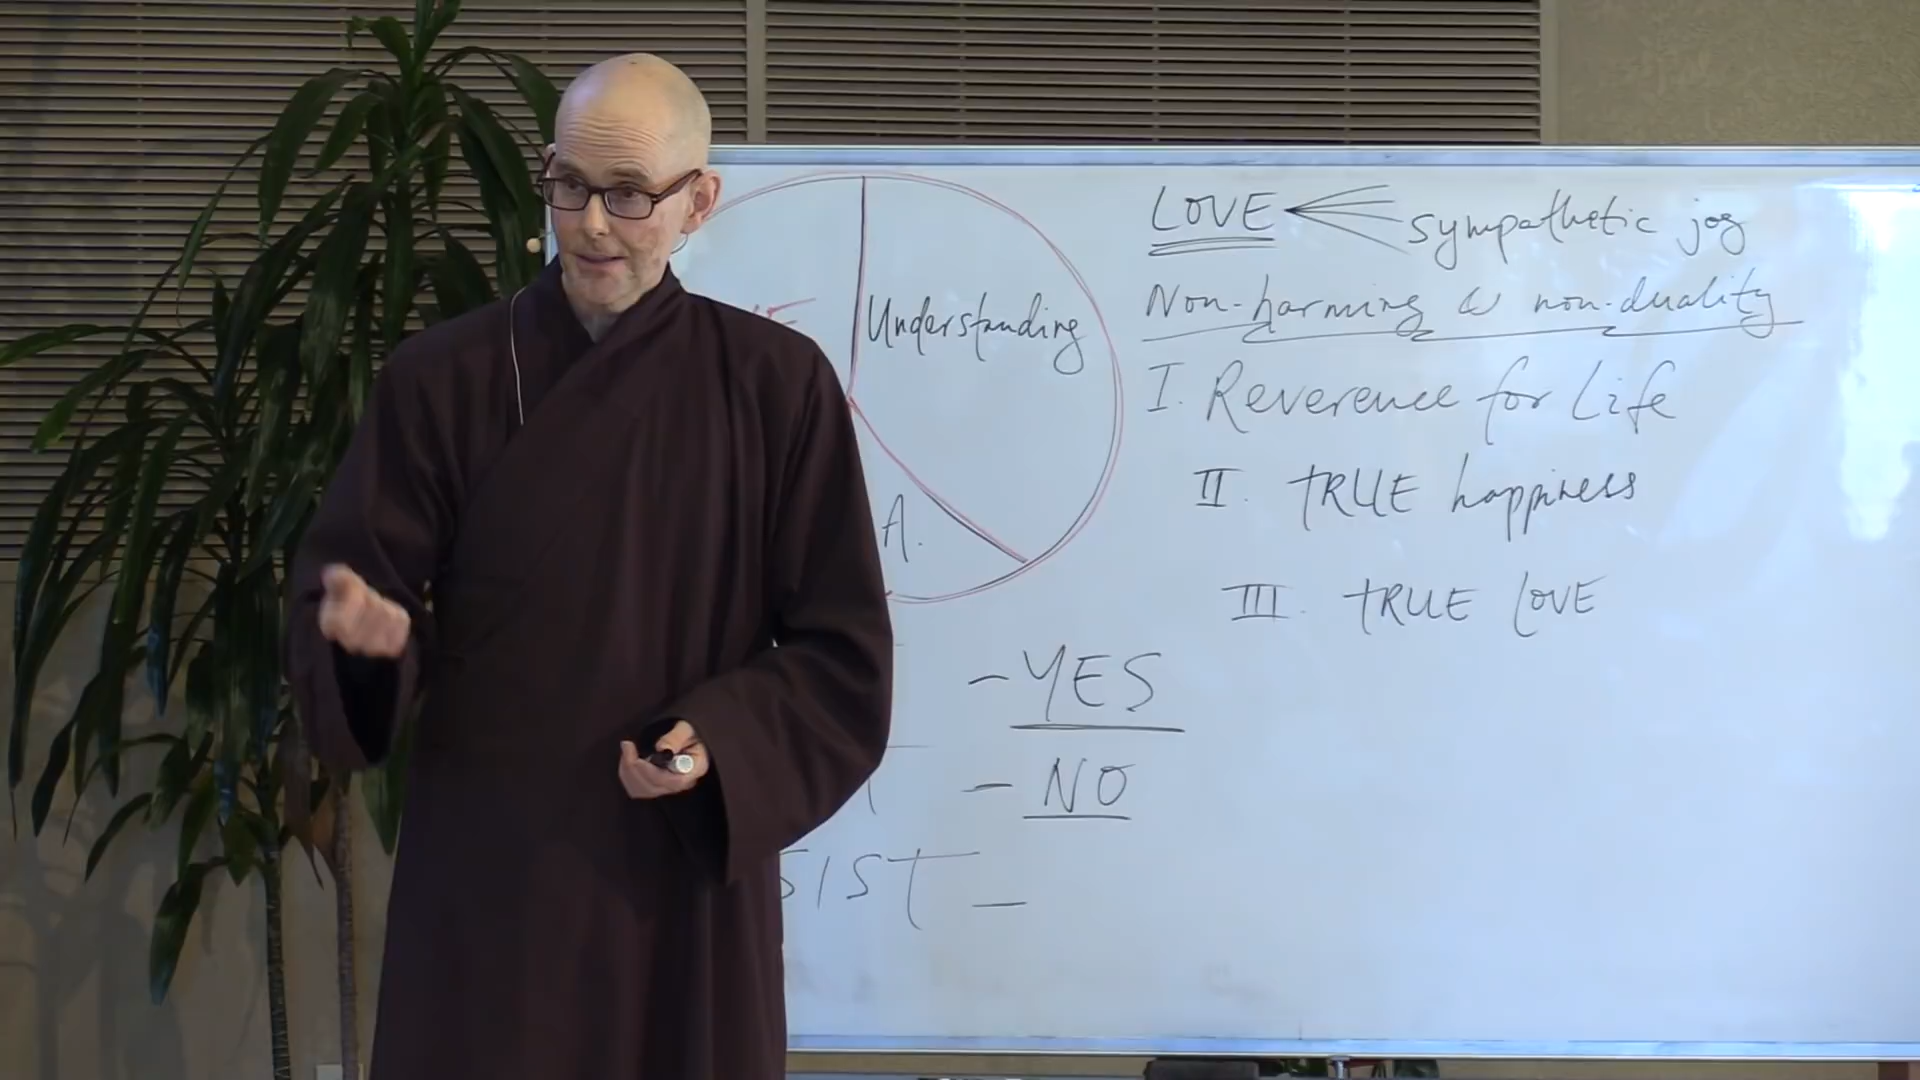 LOVE
sympathetic joy
Non-harming & non-duality
Understanding
I. Reverence for Life
II. TRUE happiness
A.
III. TRUE LOVE
- YES
- NO
SIST -